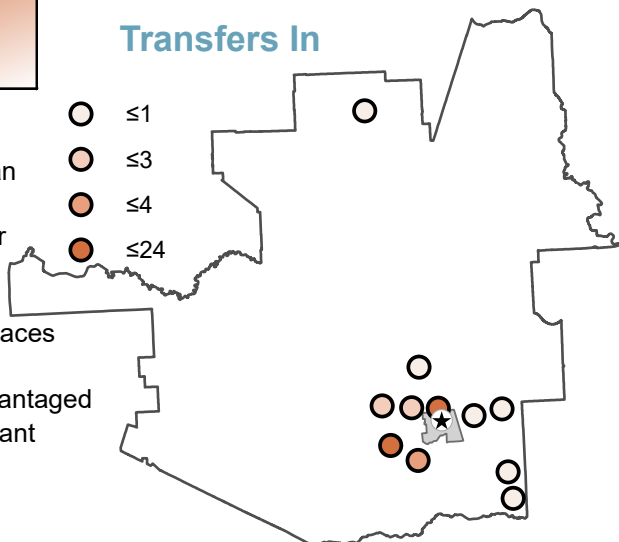 Transfers In
≤1
≤3
≤4
≤24
aces
antaged
ant